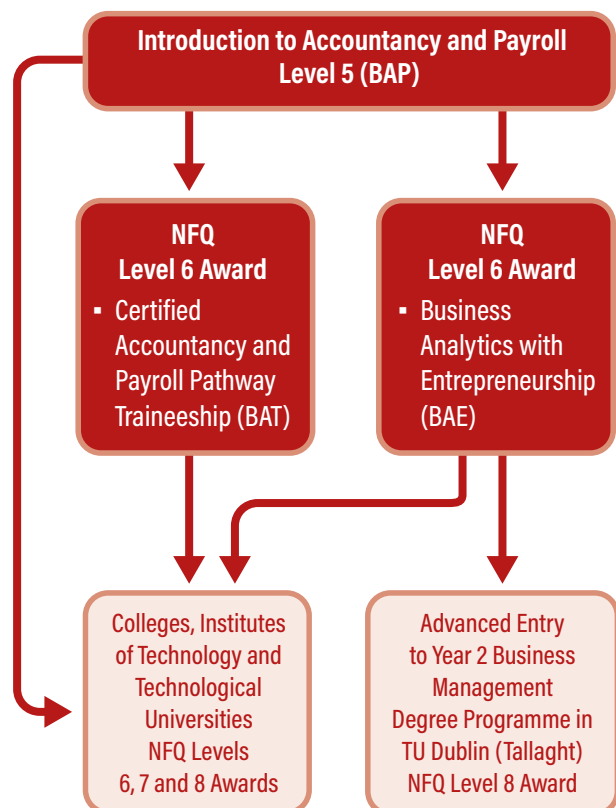 Introduction to Accountancy and Payroll
Level 5 (BAP)
NFQ
Level 6 Award
▪ Certified
Accountancy and
Payroll Pathway
Traineeship (BAT)
NFQ
Level 6 Award
▪ Business
Analytics with
Entrepreneurship
(BAE)
Colleges, Institutes
of Technology and
Technological
Universities
NFQ Levels
6, 7 and 8 Awards
Advanced Entry
to Year 2 Business
Management
Degree Programme in
TU Dublin (Tallaght)
NFQ Level 8 Award